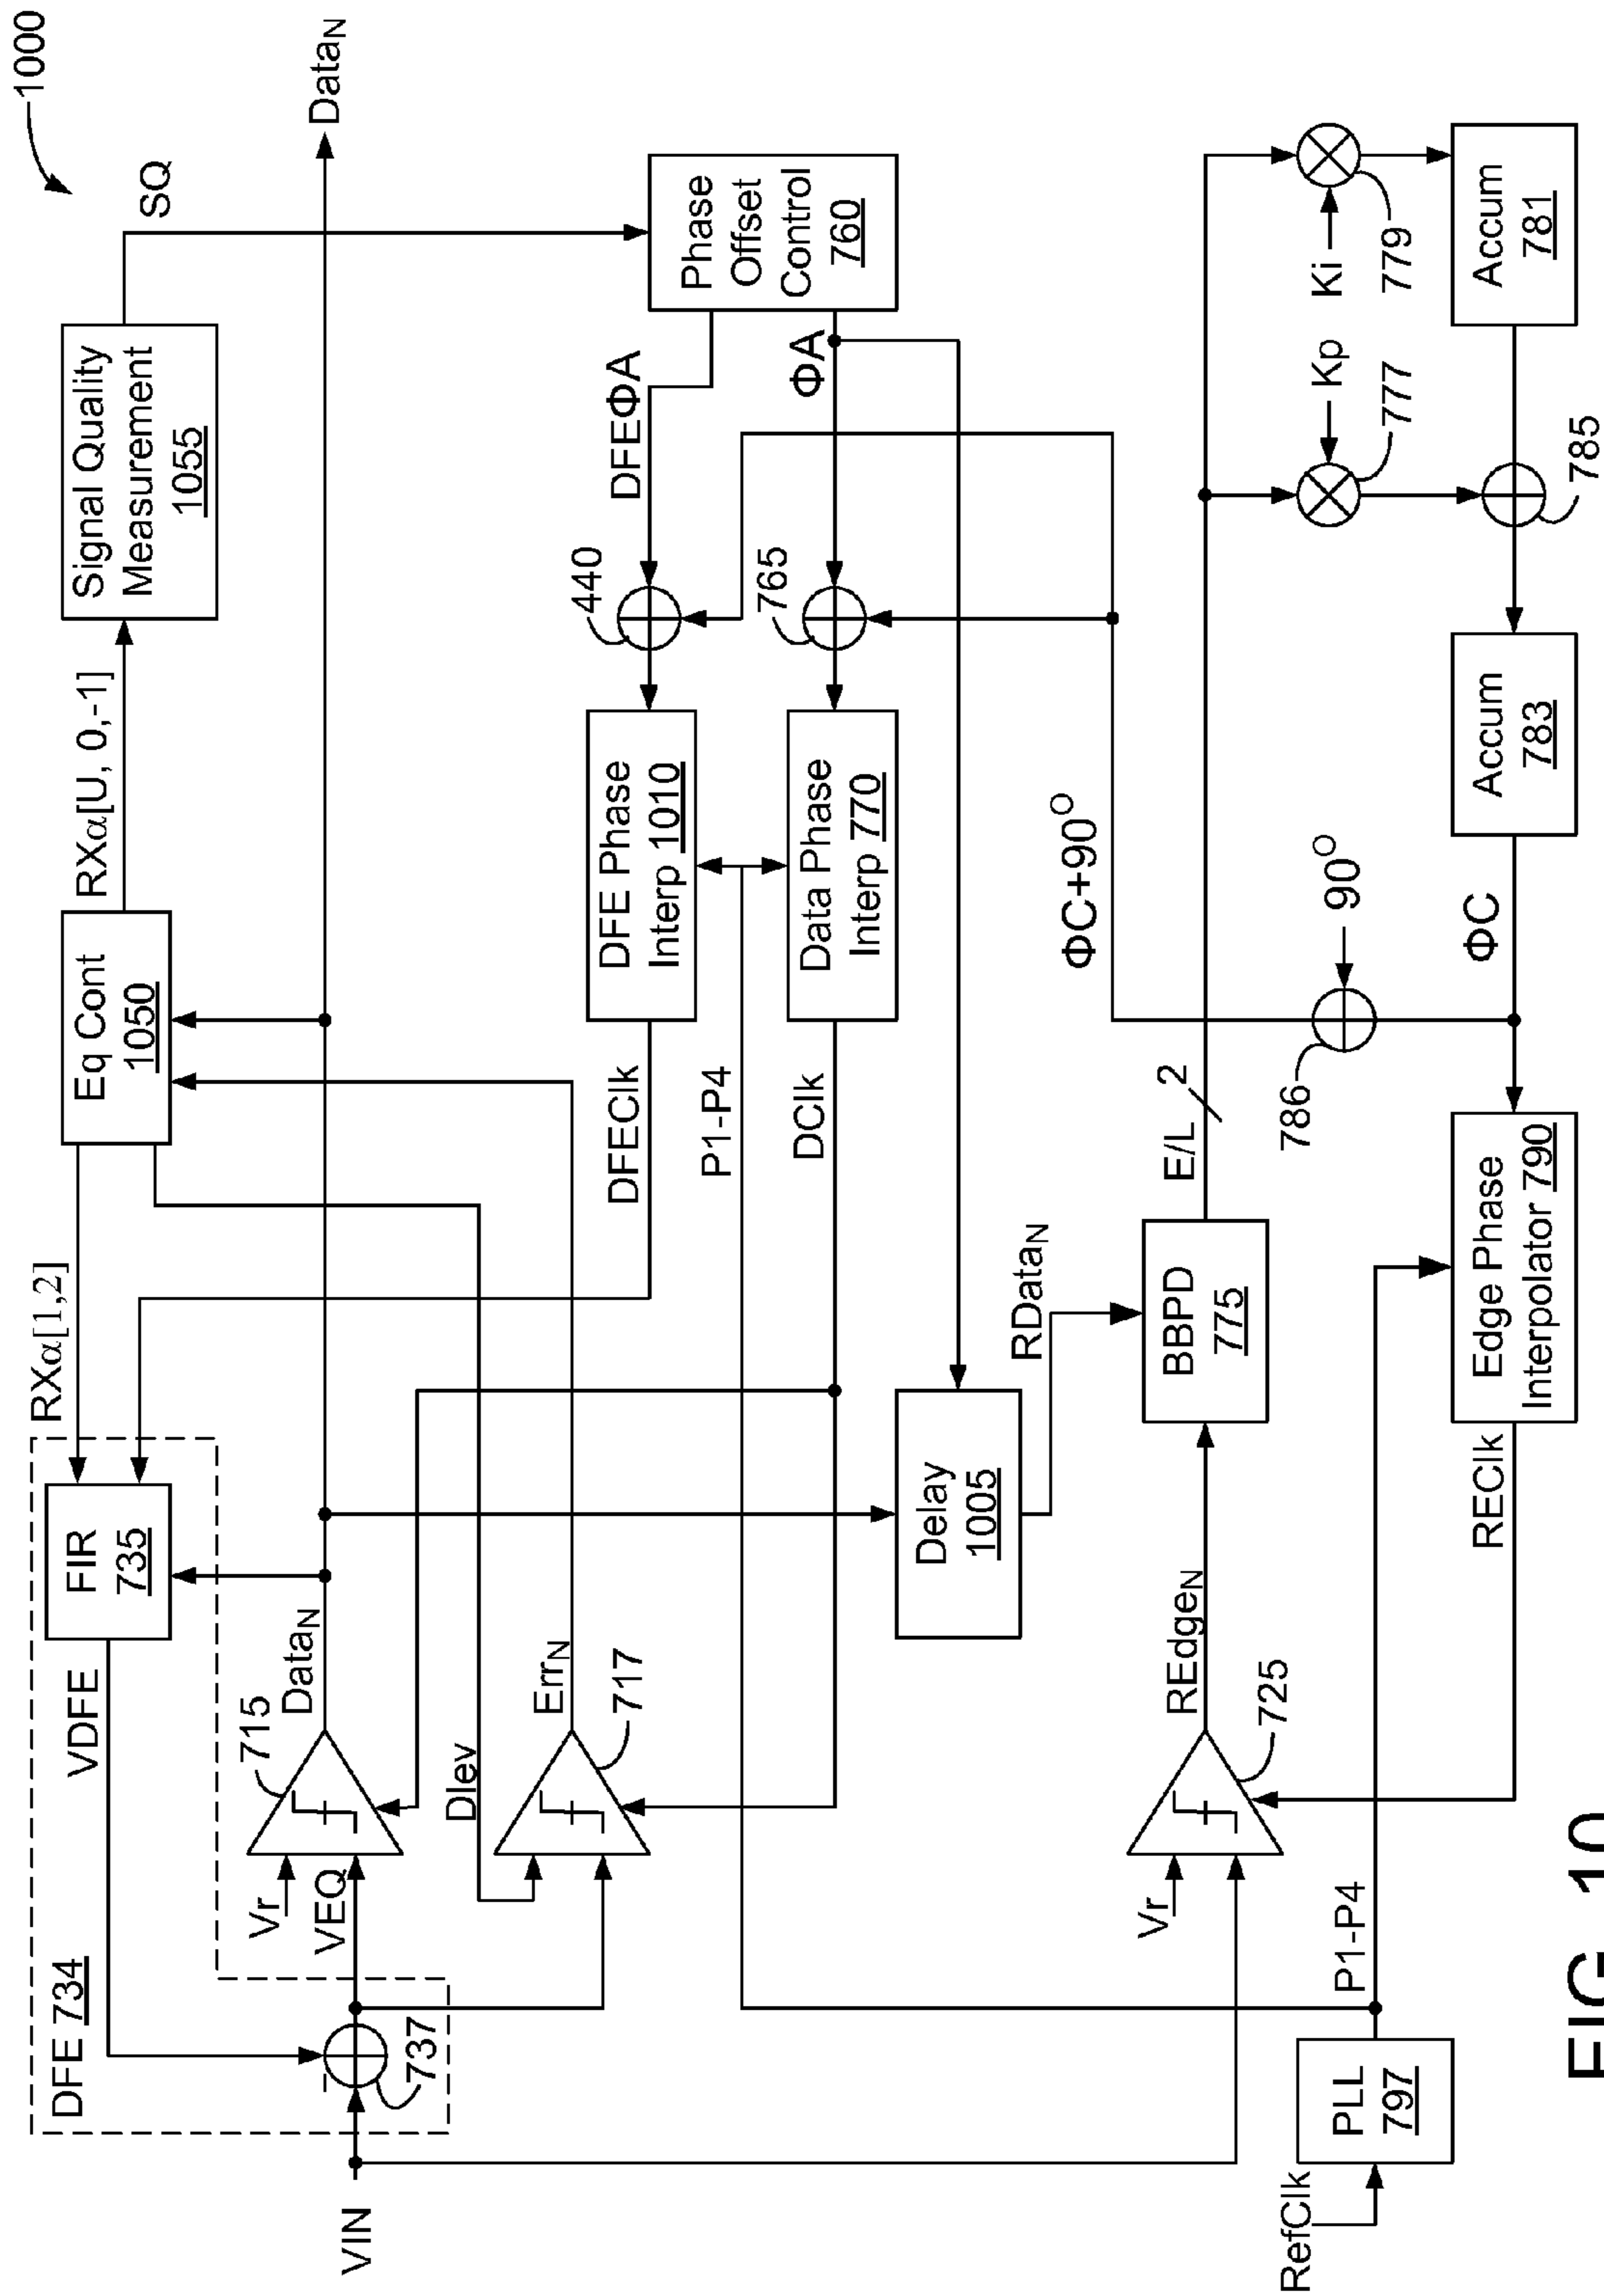 1000
RXα[1,2]
RXα[U, 0,-1]
SQ
DFE 734
VDFE
FIR
735
Eq Cont
1050
Signal Quality
Measurement
1055
VIN
737
Vr
VEQ
715
DataN
DataN
Dlev
ErrN
717
DFEClk
P1-P4
DClk
DFE Phase
Interp 1010
Data Phase
Interp 770
440
765
DFEΦA
ΦA
Phase
Offset
Control
760
Delay
1005
RDataN
ΦC+90O
Vr
725
REdgeN
BBPD
775
E/L
2
786
90O
Kp
777
Ki
779
RefClk
PLL
797
P1-P4
REClk
Edge Phase
Interpolator 790
ΦC
Accum
783
785
Accum
781
FIG. 10